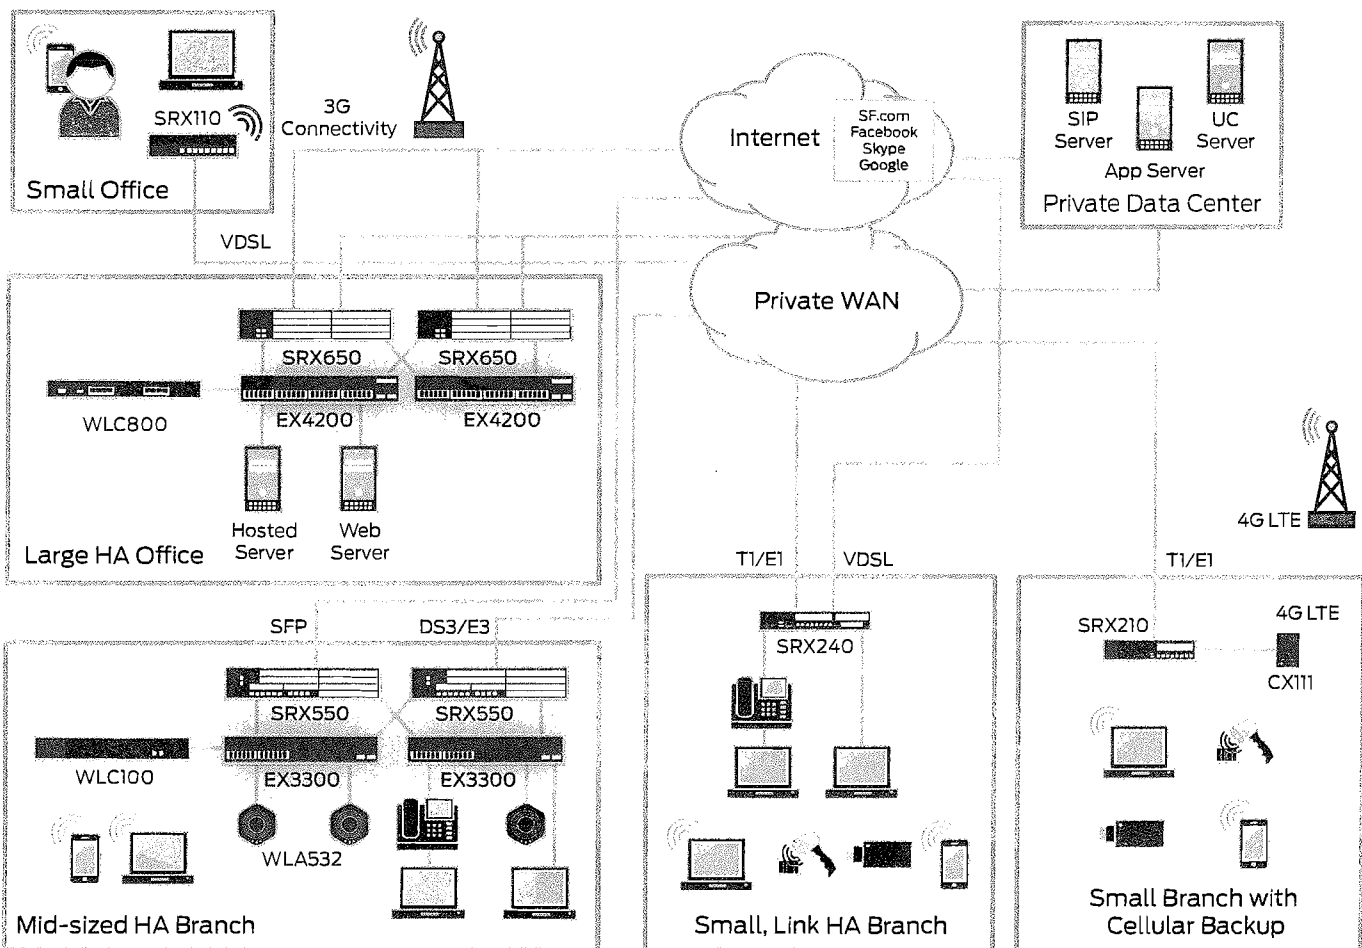 SRX110
Small Office
3G
Connectivity
Internet
SF.com
Facebook
Skype
Google
SIP
Server
UC
Server
App Server
Private Data Center
VDSL
Private WAN
SRX650
SRX650
WLC800
EX4200
EX4200
Hosted
Server
Web
Server
Large HA Office
4G LTE
T1/E1
VDSL
T1/E1
SFP
DS3/E3
SRX550
SRX550
WLC100
EX3300
EX3300
WLA532
Mid-sized HA Branch
SRX240
Small, Link HA Branch
SRX210
4G LTE
CX111
Small Branch with
Cellular Backup